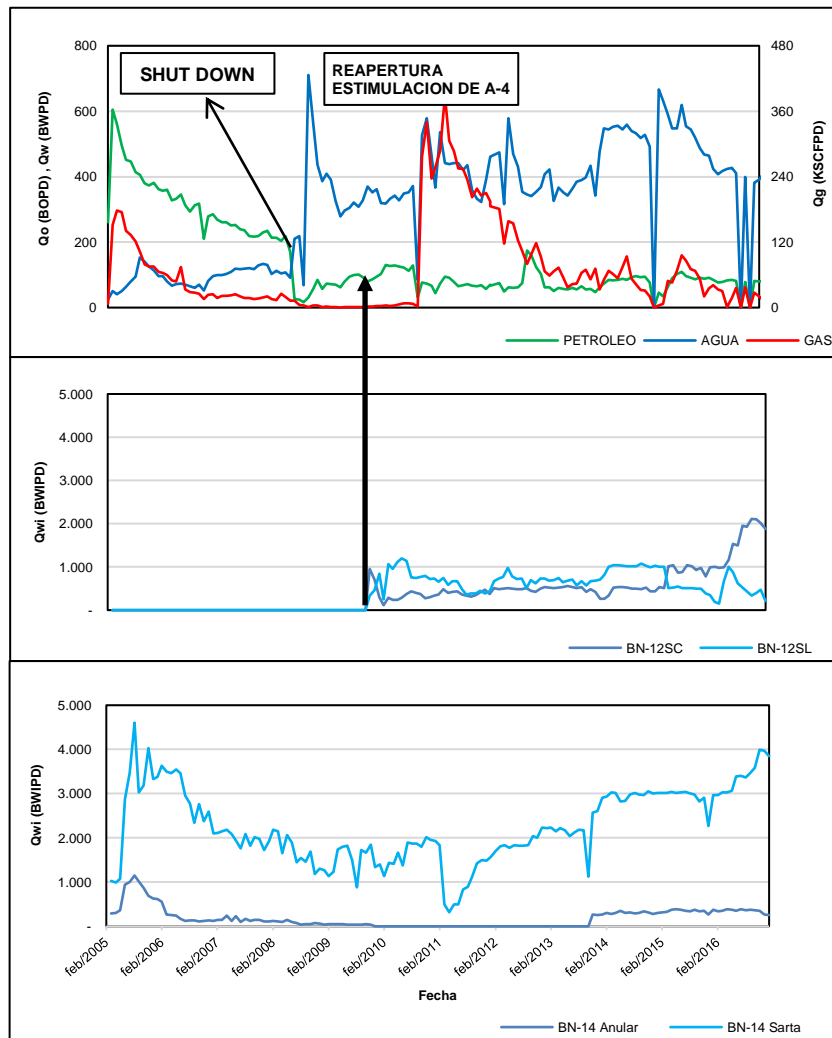 800
600
400
200
0
Qo (BOPD) , Qw (BWPD)
SHUT DOWN
REAPERTURA
ESTIMULACION DE A-4
480
360
240
120
0
Qg (KSCFPD)
PETROLEO
AGUA
GAS
5.000
4.000
3.000
2.000
1.000
-
Qwi (BWIPD)
BN-12SC
BN-12SL
5.000
4.000
3.000
2.000
1.000
-
Qwi (BWIPD)
feb/2005
feb/2006
feb/2007
feb/2008
feb/2009
feb/2010
feb/2011
feb/2012
feb/2013
feb/2014
feb/2015
feb/2016
Fecha
BN-14 Anular
BN-14 Sarta